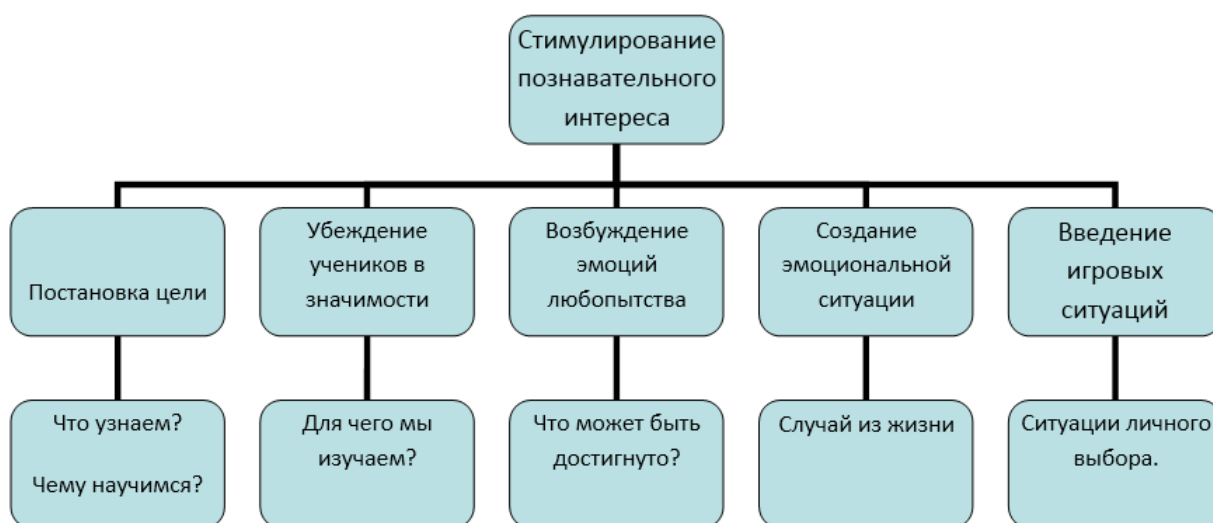 Стимулирование
познавательного
интереса
Постановка цели
Убеждение
учеников в
значимости
Возбуждение
эмоций
любопытства
Создание
эмоциональной
ситуации
Введение
игровых
ситуаций
Что узнаем?
Чему научимся?
Для чего мы
изучаем?
Что может быть
достигнуто?
Случай из жизни
Ситуации личного
выбора.